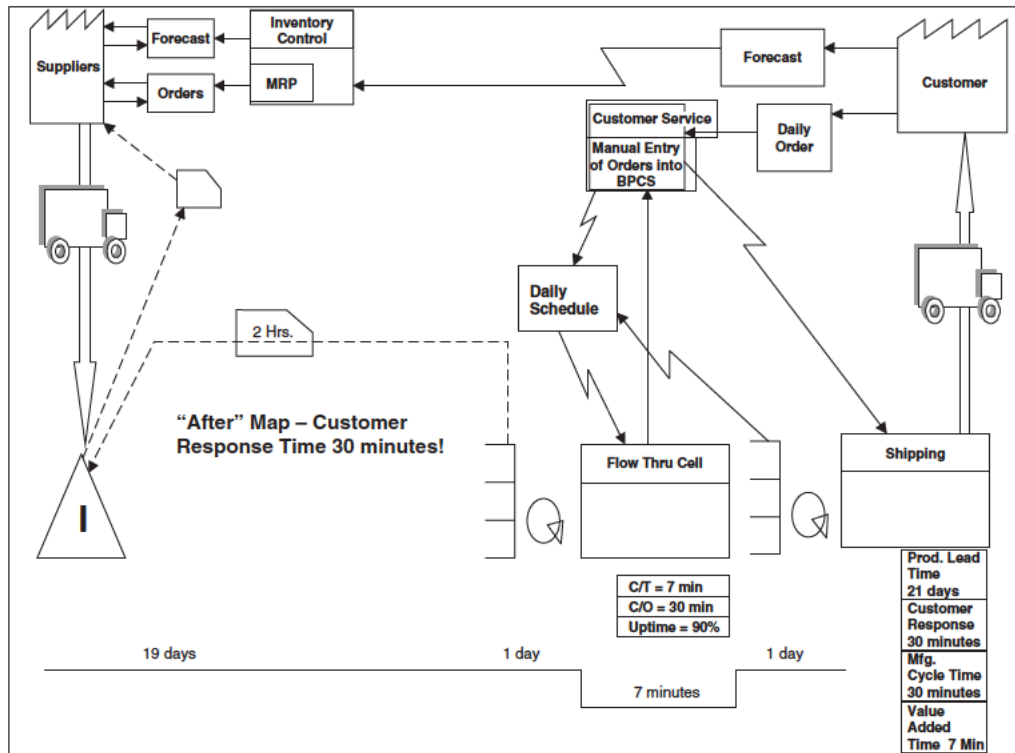 Suppliers
Forecast
Orders
Inventory
Control
MRP
Forecast
Customer
Customer Service
Manual Entry
of Orders into
BPCS
Daily
Order
Daily
Schedule
2 Hrs.
“After” Map – Customer
Response Time 30 minutes!
I
Flow Thru Cell
Shipping
C/T = 7 min
C/O = 30 min
Uptime = 90%
Prod. Lead
Time
21 days
Customer
Response
30 minutes
Mfg.
Cycle Time
30 minutes
Value
Added
Time 7 Min
19 days
1 day
7 minutes
1 day